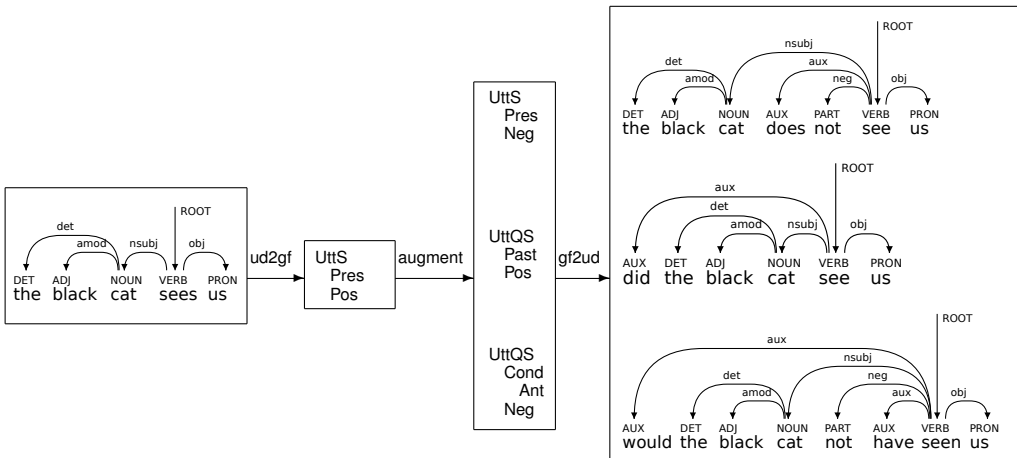 ROOT
det
amod
nsubj
obj
DET ADJ NOUN VERB PRON
the black cat sees us
ud2gf
UttS
Pres
Pos
augment
UttS
Pres
Neg
UttQS
Past
Pos
UttQS
Cond
Ant
Neg
gf2ud
ROOT
nsubj
det
aux
amod
neg
obj
DET ADJ NOUN AUX PART VERB PRON
the black cat does not see us
ROOT
aux
det
amod
nsubj
obj
AUX DET ADJ NOUN VERB PRON
did the black cat see us
ROOT
aux
nsubj
det
neg
amod
aux
obj
AUX DET ADJ NOUN PART AUX VERB PRON
would the black cat not have seen us